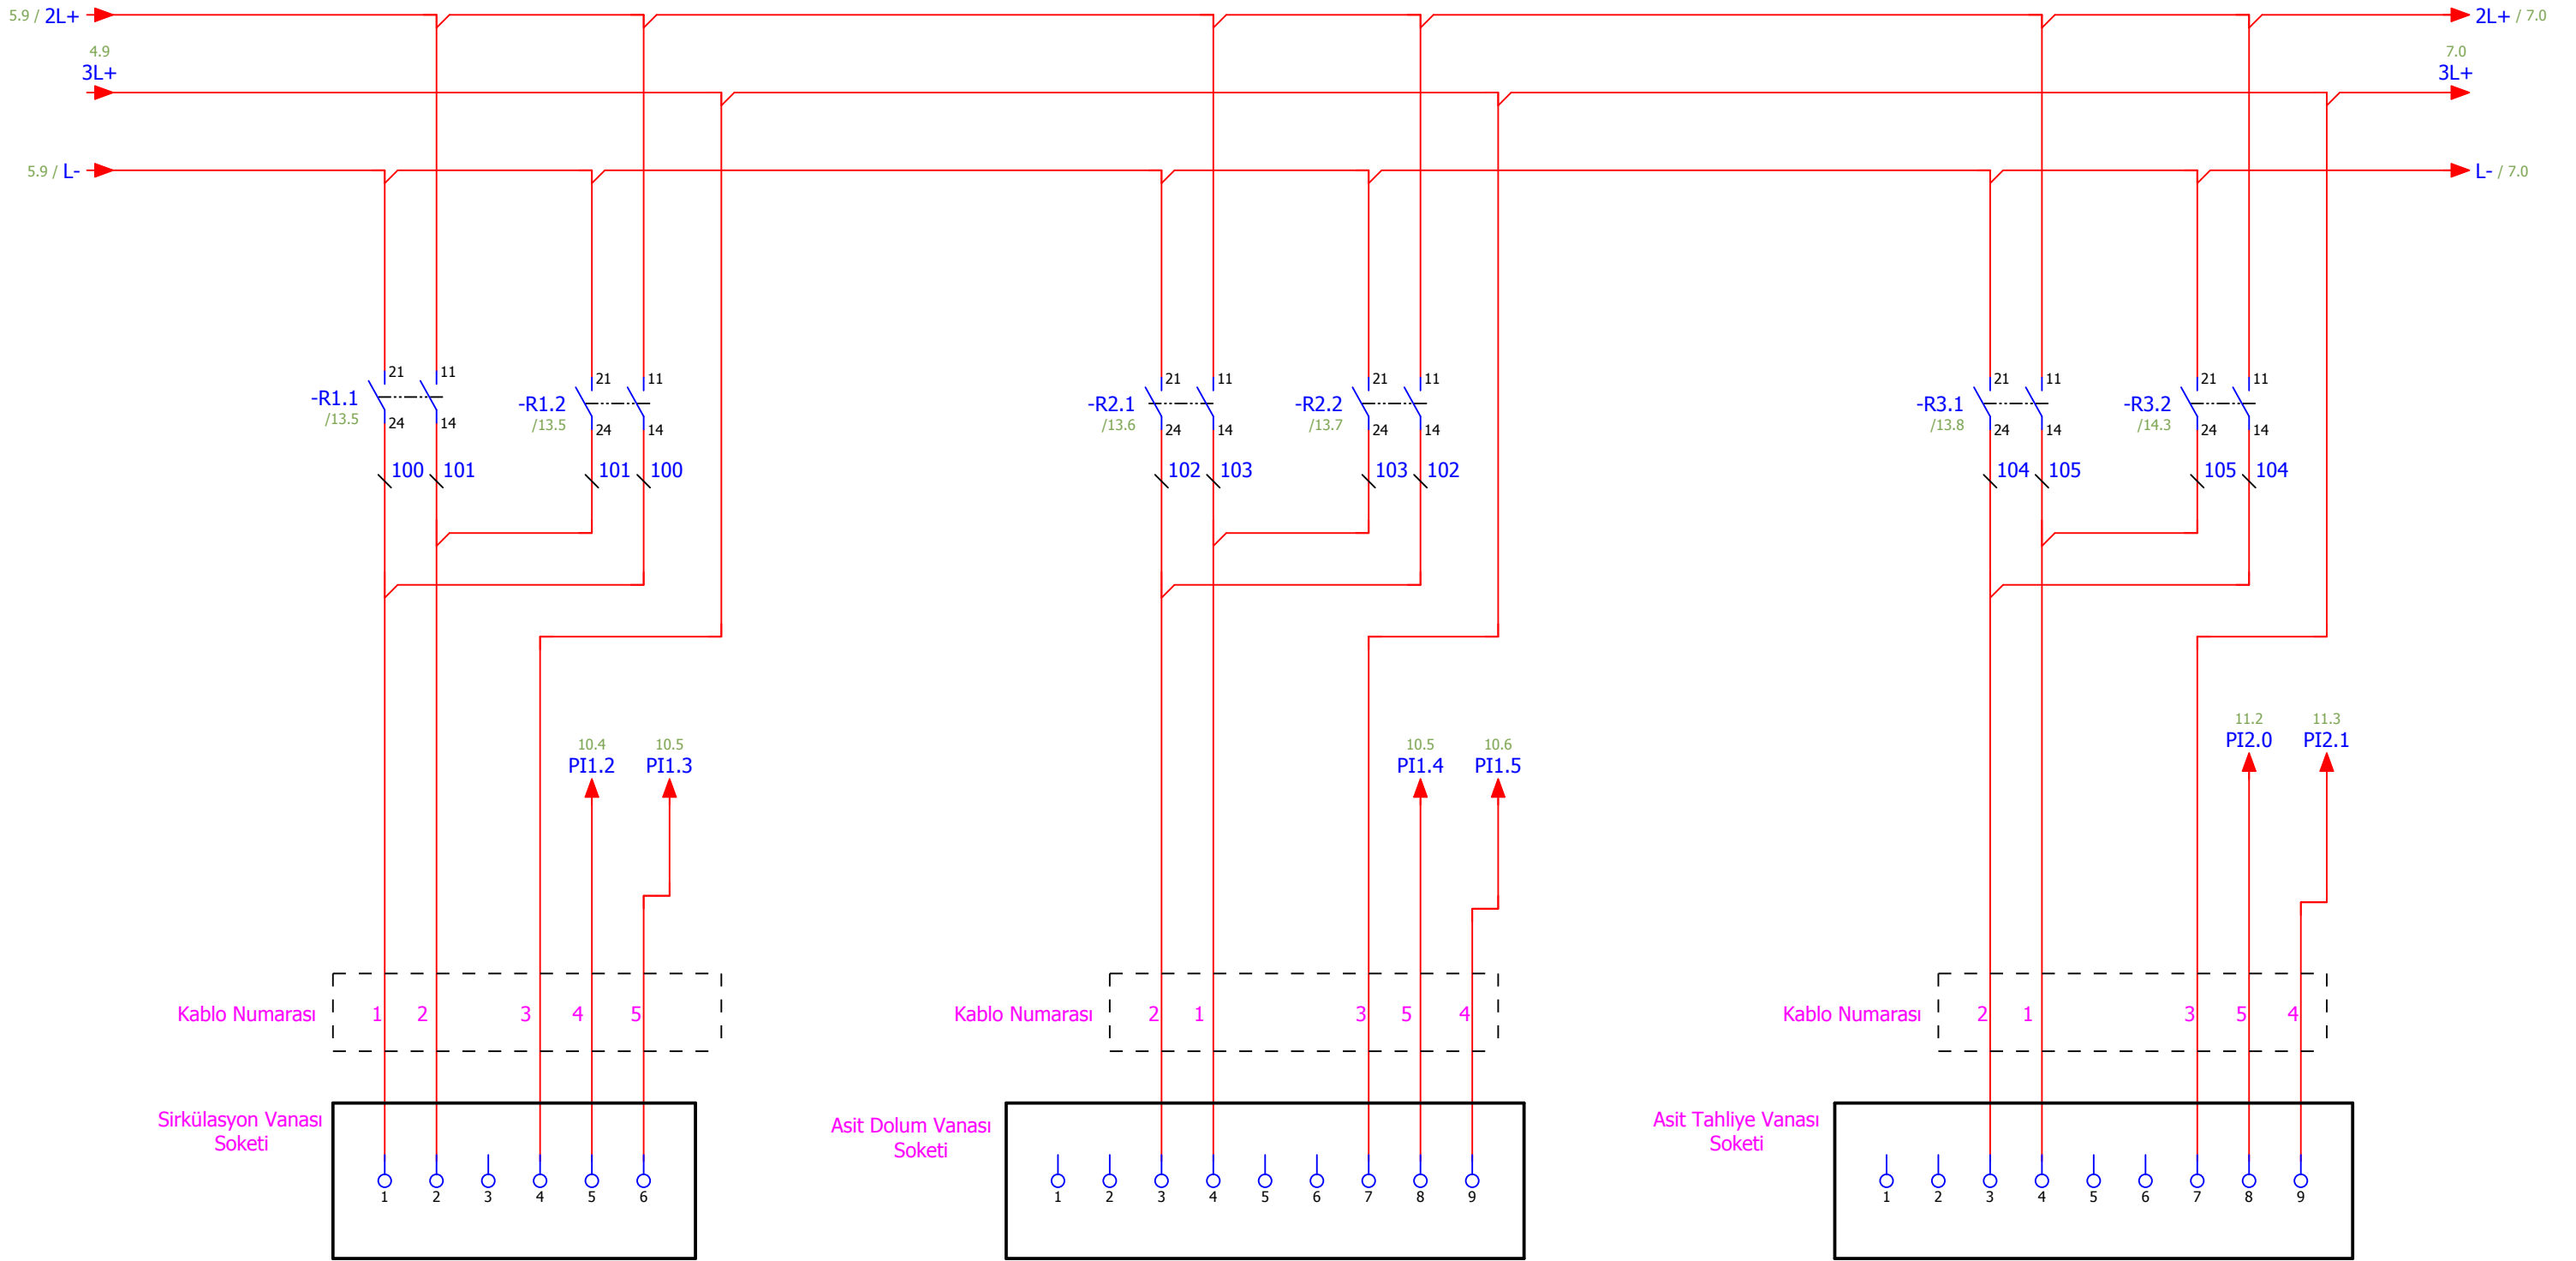 5.9 / 2L+
2L+ / 7.0
4.9
3L+
7.0
3L+
5.9 / L-
L- / 7.0
-R1.1
/13.5
21 11
24 14
100 101
-R1.2
/13.5
21 11
24 14
101 100
-R2.1
/13.6
21 11
24 14
102 103
-R2.2
/13.7
21 11
24 14
103 102
-R3.1
/13.8
21 11
24 14
104 105
-R3.2
/14.3
21 11
24 14
105 104
10.4
PI1.2
10.5
PI1.3
10.5
PI1.4
10.6
PI1.5
11.2
PI2.0
11.3
PI2.1
Kablo Numarası 1 2 3 4 5
Kablo Numarası 2 1 3 5 4
Kablo Numarası 2 1 3 5 4
Sirkülasyon Vanası
Soketi
1 2 3 4 5 6
Asit Dolum Vanası
Soketi
1 2 3 4 5 6 7 8 9
Asit Tahliye Vanası
Soketi
1 2 3 4 5 6 7 8 9